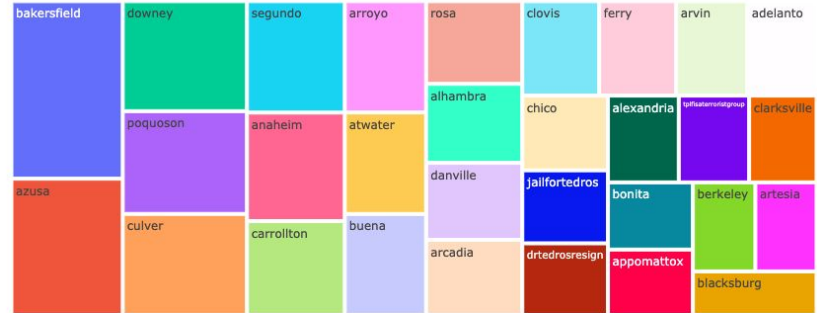 bakersfield
downey
segundo
arroyo
rosa
clovis
ferry
arvin
adelanto
alhambra
chico
alexandria
tplfisaterroristgroup
clarksville
poquoson
anaheim
atwater
danville
jailfortedros
bonita
berkeley
artesia
azusa
culver
carrollton
buena
arcadia
drtedrosresign
appomattox
blacksburg